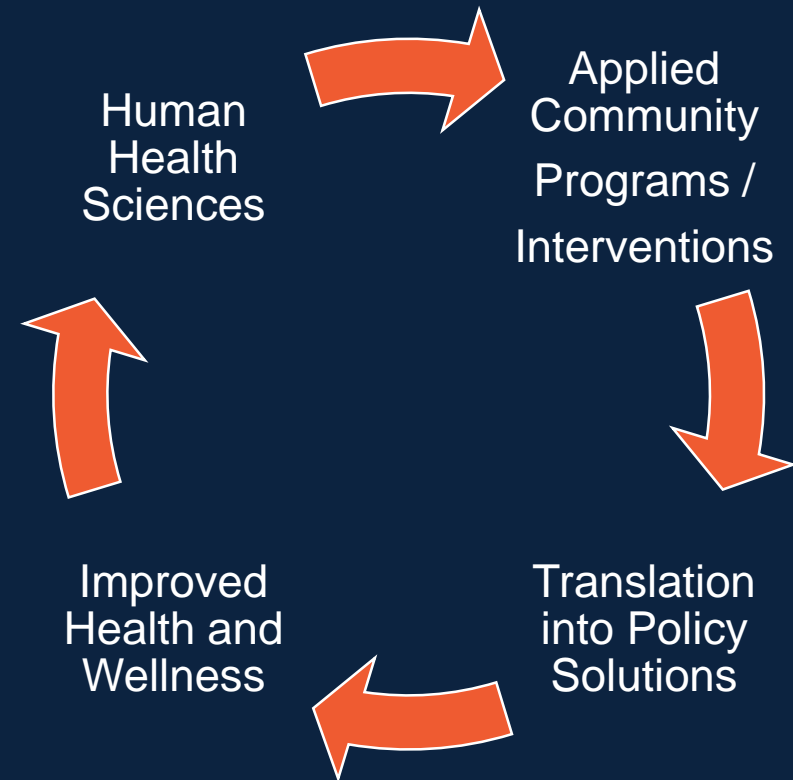 Human
Health
Sciences
Applied
Community
Programs /
Interventions
Translation
into Policy
Solutions
Improved
Health and
Wellness